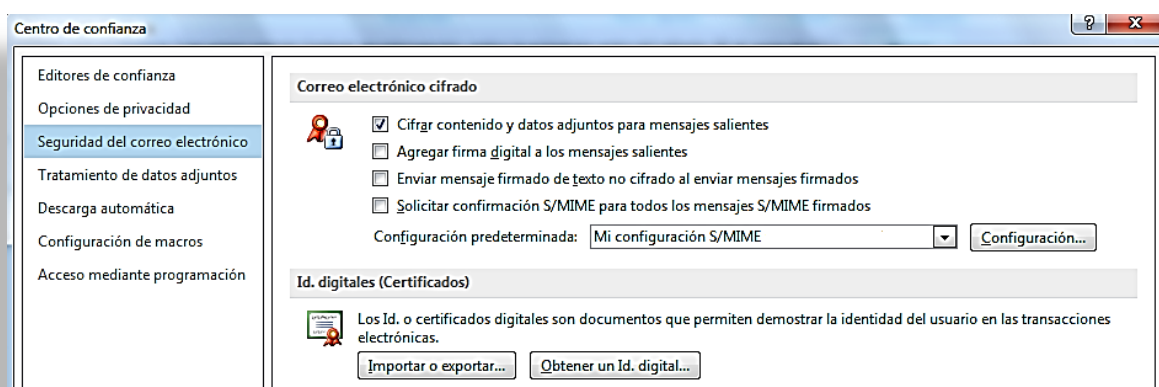 Centro de confianza
Editores de confianza
Opciones de privacidad
Seguridad del correo electrónico
Tratamiento de datos adjuntos
Descarga automática
Configuración de macros
Acceso mediante programación
Correo electrónico cifrado
Cifrar contenido y datos adjuntos para mensajes salientes
Agregar firma digital a los mensajes salientes
Enviar mensaje firmado de texto no cifrado al enviar mensajes firmados
Solicitar confirmación S/MIME para todos los mensajes S/MIME firmados
Configuración predeterminada: Mi configuración S/MIME Configuración...
Id. digitales (Certificados)
Los Id. o certificados digitales son documentos que permiten demostrar la identidad del usuario en las transacciones
electrónicas.
Importar o exportar... Obtener un Id. digital...